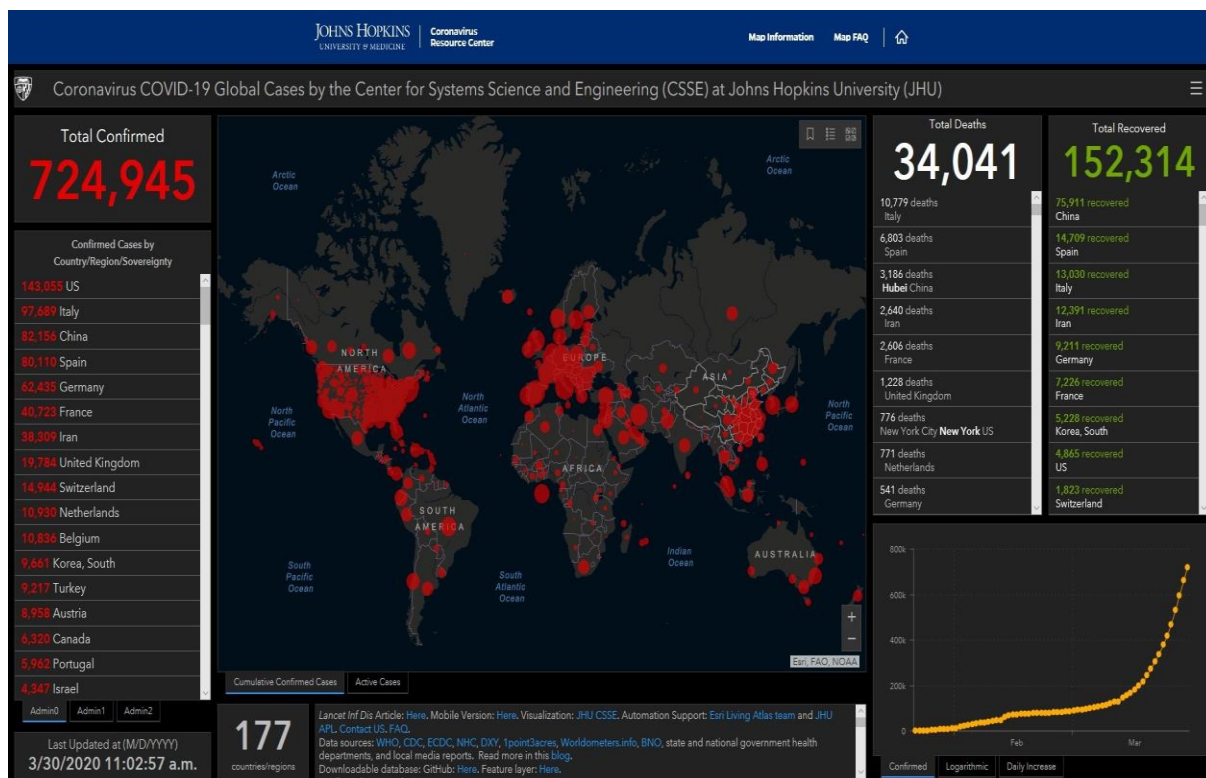 JOHNS HOPKINS
UNIVERSITY & MEDICINE
Coronavirus
Resource Center
Map Information
Map FAQ
Coronavirus COVID-19 Global Cases by the Center for Systems Science and Engineering (CSSE) at Johns Hopkins University (JHU)
Total Confirmed
724,945
Confirmed Cases by
Country/Region/Sovereignty
143,055 US
97,689 Italy
82,156 China
80,110 Spain
62,435 Germany
40,723 France
38,309 Iran
19,784 United Kingdom
14,944 Switzerland
10,930 Netherlands
10,836 Belgium
9,661 Korea, South
9,217 Turkey
8,958 Austria
6,320 Canada
5,962 Portugal
4,347 Israel
Admin0
Admin1
Admin2
Last Updated at (M/D/YYYY)
3/30/2020 11:02:57 a.m.
Arctic
Ocean
Arctic
Ocean
NORTH
AMERICA
EUROPE
ASIA
North
Pacific
Ocean
North
Atlantic
Ocean
North
Pacific
Ocean
AFRICA
SOUTH
AMERICA
Indian
Ocean
AUSTRALIA
South
Pacific
Ocean
South
Atlantic
Ocean
+
−
Esri, FAO, NOAA
Cumulative Confirmed Cases
Active Cases
177
countries/regions
Lancet Inf Dis Article: Here. Mobile Version: Here. Visualization: JHU CSSE. Automation Support: Esri Living Atlas team and JHU
APL. Contact US. FAQ.
Data sources: WHO, CDC, ECDC, NHC, DXY, 1point3acres, Worldometers.info, BNO, state and national government health
departments, and local media reports. Read more in this blog.
Downloadable database: GitHub: Here. Feature layer: Here.
Total Deaths
34,041
10,779 deaths
Italy
6,803 deaths
Spain
3,186 deaths
Hubei China
2,640 deaths
Iran
2,606 deaths
France
1,228 deaths
United Kingdom
776 deaths
New York City New York US
771 deaths
Netherlands
541 deaths
Germany
Total Recovered
152,314
75,911 recovered
China
14,709 recovered
Spain
13,030 recovered
Italy
12,391 recovered
Iran
9,211 recovered
Germany
7,226 recovered
France
5,228 recovered
Korea, South
4,865 recovered
US
1,823 recovered
Switzerland
800k
600k
400k
200k
0
Feb
Mar
Confirmed
Logarithmic
Daily Increase